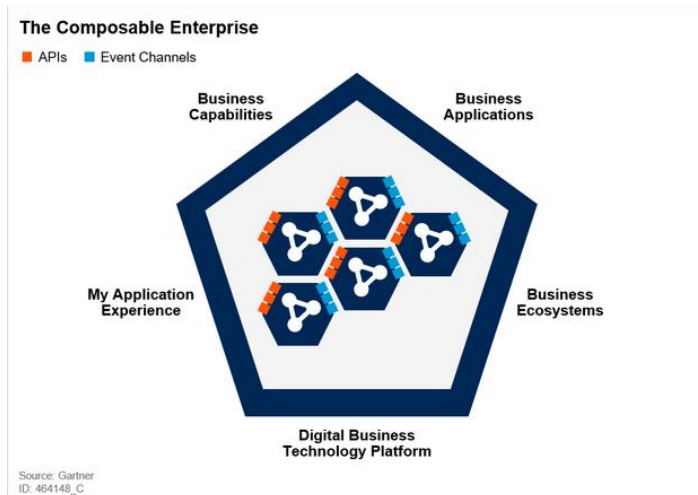 The Composable Enterprise
APIs Event Channels
Business
Capabilities
Business
Applications
My Application
Experience
Business
Ecosystems
Digital Business
Technology Platform
Source: Gartner
ID: 464148_C